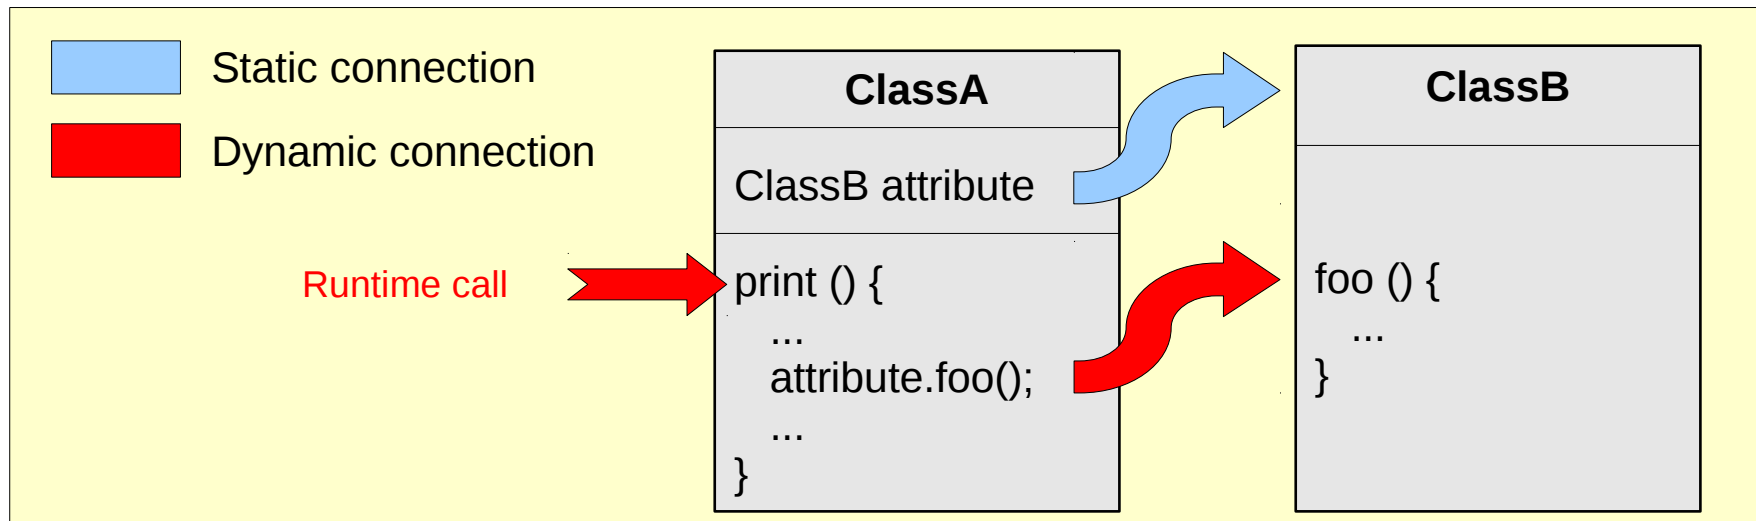 Static connection
Dynamic connection
Runtime call
ClassA
ClassB attribute
print () {
...
attribute.foo();
...
}
ClassB
foo () {
...
}